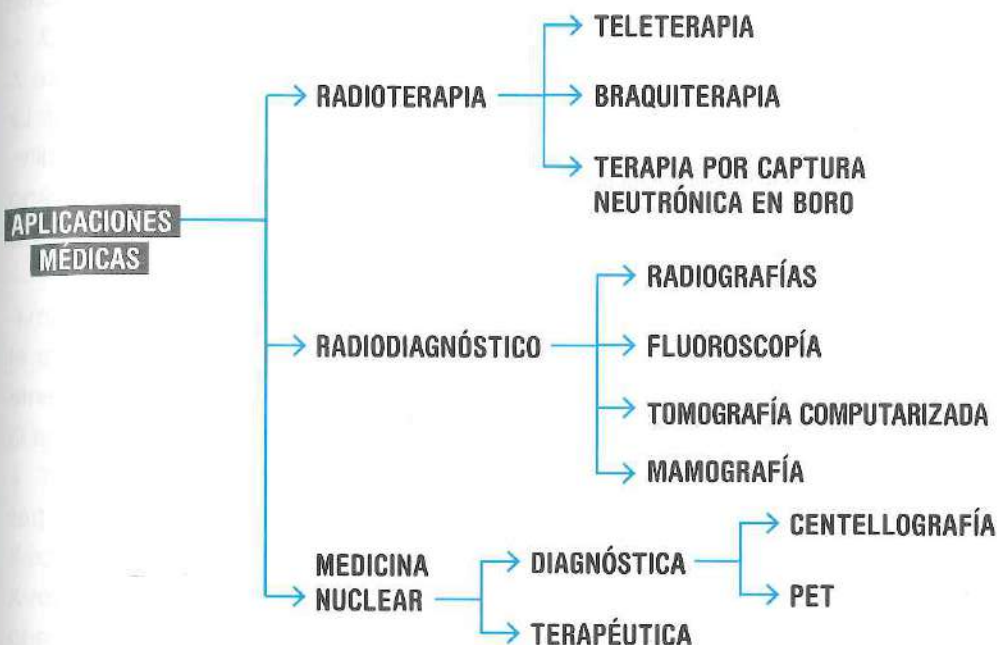 APLICACIONES
MÉDICAS
RADIOTERAPIA
TELETERAPIA
BRAQUITERAPIA
TERAPIA POR CAPTURA
NEUTRÓNICA EN BORO
RADIODIAGNÓSTICO
RADIOGRAFÍAS
FLUOROSCOPÍA
TOMOGRAFÍA COMPUTARIZADA
MAMOGRAFÍA
MEDICINA
NUCLEAR
DIAGNÓSTICA
CENTELLOGRAFÍA
PET
TERAPÉUTICA